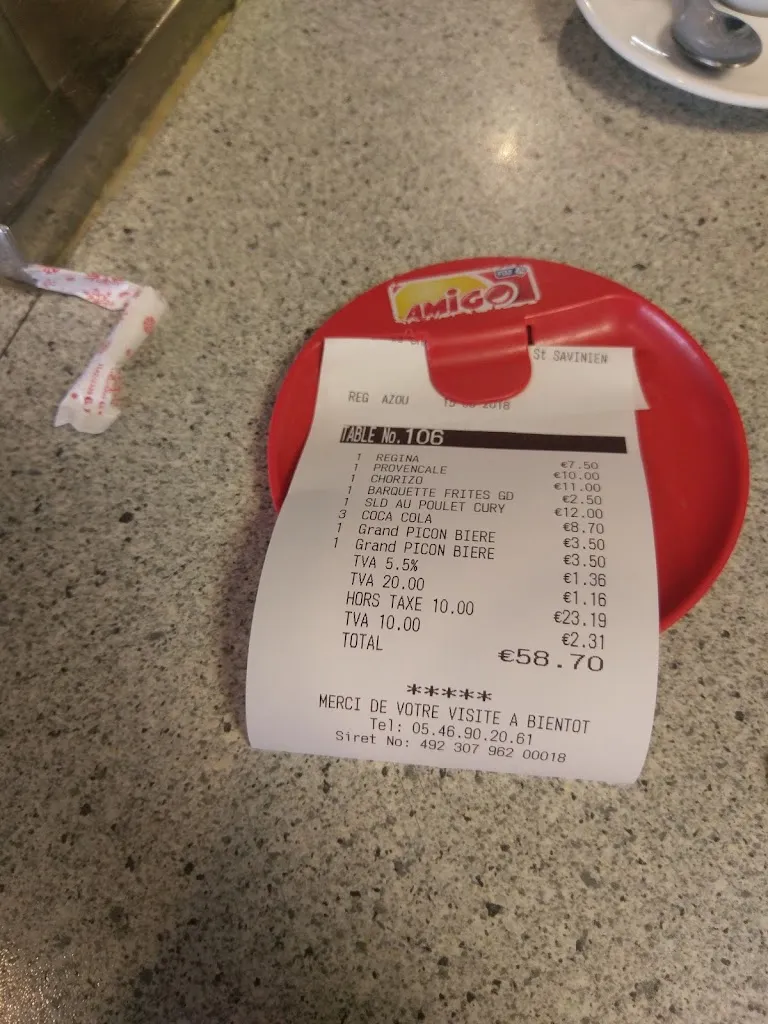 AMIGO
St SAVINIEN
REG AZOU 2018
TABLE No. 106
1 REGINA €7.50
1 PROVENCALE €10.00
1 CHORIZO €11.00
1 BARQUETTE FRITES GD €2.50
1 SLD AU POULET CURY €12.00
3 COCA COLA €8.70
1 Grand PICON BIERE €3.50
1 Grand PICON BIERE €3.50
TVA 5.5% €1.36
TVA 20.00 €1.16
HORS TAXE 10.00 €23.19
TVA 10.00 €2.31
TOTAL €58.70
*****
MERCI DE VOTRE VISITE A BIENTOT
Tel: 05.46.90.20.61
Siret No: 492 307 962 00018